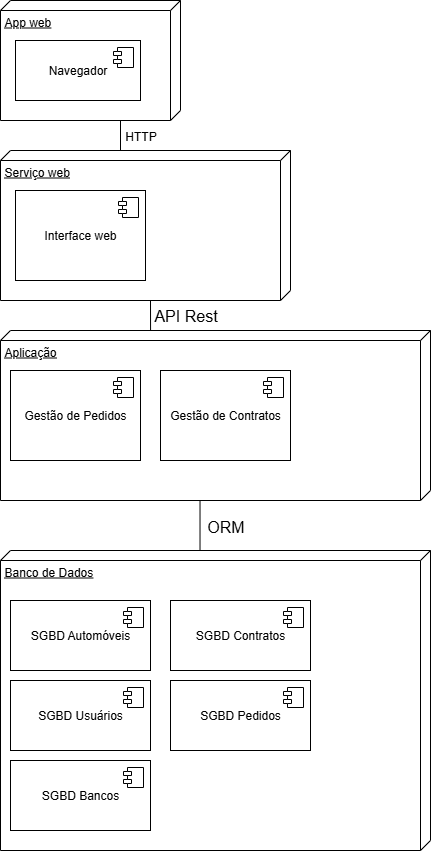 App web
Navegador
HTTP
Serviço web
Interface web
API Rest
Aplicação
Gestão de Pedidos
Gestão de Contratos
ORM
Banco de Dados
SGBD Automóveis
SGBD Contratos
SGBD Usuários
SGBD Pedidos
SGBD Bancos